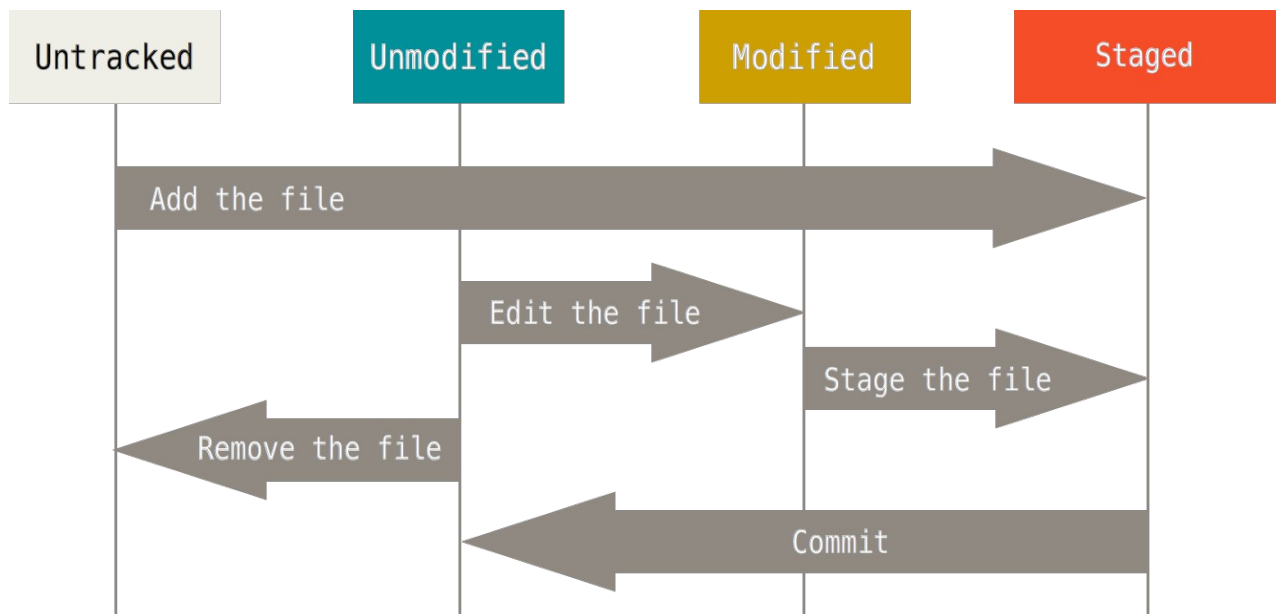 Untracked
Unmodified
Modified
Staged
Add the file
Edit the file
Stage the file
Remove the file
Commit